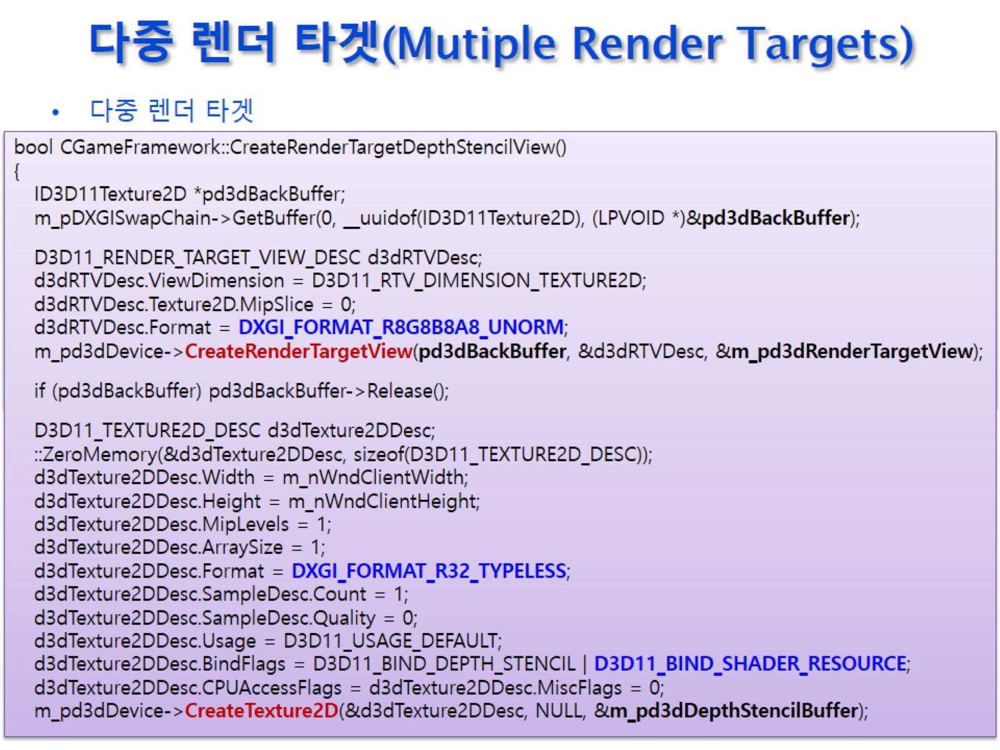 다중 렌더 타겟(Mutiple Render Targets)
• 다중 렌더 타겟
bool CGameFramework::CreateRenderTargetDepthStencilView()
{
ID3D11Texture2D *pd3dBackBuffer;
m_pDXGISwapChain->GetBuffer(0, __uuidof(ID3D11Texture2D), (LPVOID *)&pd3dBackBuffer);
D3D11_RENDER_TARGET_VIEW_DESC d3dRTVDesc;
d3dRTVDesc.ViewDimension = D3D11_RTV_DIMENSION_TEXTURE2D;
d3dRTVDesc.Texture2D.MipSlice = 0;
d3dRTVDesc.Format = DXGI_FORMAT_R8G8B8A8_UNORM;
m_pd3dDevice->CreateRenderTargetView(pd3dBackBuffer, &d3dRTVDesc, &m_pd3dRenderTargetView);
if (pd3dBackBuffer) pd3dBackBuffer->Release();
D3D11_TEXTURE2D_DESC d3dTexture2DDesc;
::ZeroMemory(&d3dTexture2DDesc, sizeof(D3D11_TEXTURE2D_DESC));
d3dTexture2DDesc.Width = m_nWndClientWidth;
d3dTexture2DDesc.Height = m_nWndClientHeight;
d3dTexture2DDesc.MipLevels = 1;
d3dTexture2DDesc.ArraySize = 1;
d3dTexture2DDesc.Format = DXGI_FORMAT_R32_TYPELESS;
d3dTexture2DDesc.SampleDesc.Count = 1;
d3dTexture2DDesc.SampleDesc.Quality = 0;
d3dTexture2DDesc.Usage = D3D11_USAGE_DEFAULT;
d3dTexture2DDesc.BindFlags = D3D11_BIND_DEPTH_STENCIL | D3D11_BIND_SHADER_RESOURCE;
d3dTexture2DDesc.CPUAccessFlags = d3dTexture2DDesc.MiscFlags = 0;
m_pd3dDevice->CreateTexture2D(&d3dTexture2DDesc, NULL, &m_pd3dDepthStencilBuffer);